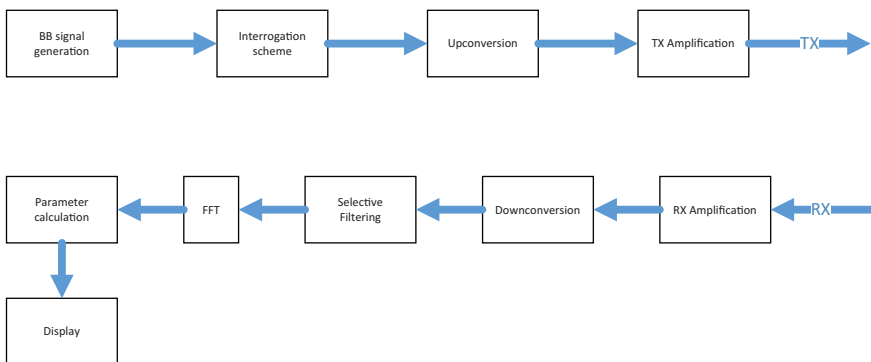 BB signal
generation
Interrogation
scheme
Upconversion
TX Amplification
TX
Parameter
calculation
FFT
Selective
Filtering
Downconversion
RX Amplification
RX
Display